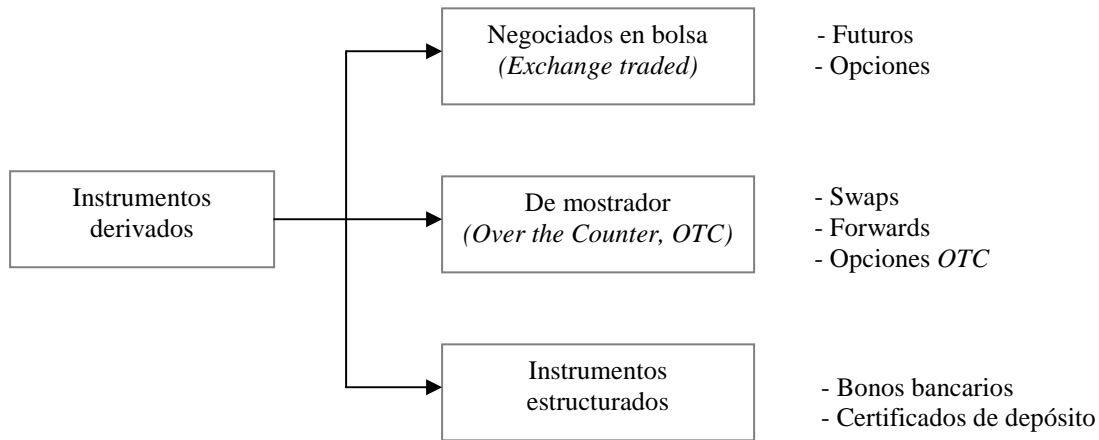 Instrumentos
derivados
Negociados en bolsa
(Exchange traded)
- Futuros
- Opciones
De mostrador
(Over the Counter, OTC)
- Swaps
- Forwards
- Opciones OTC
Instrumentos
estructurados
- Bonos bancarios
- Certificados de depósito